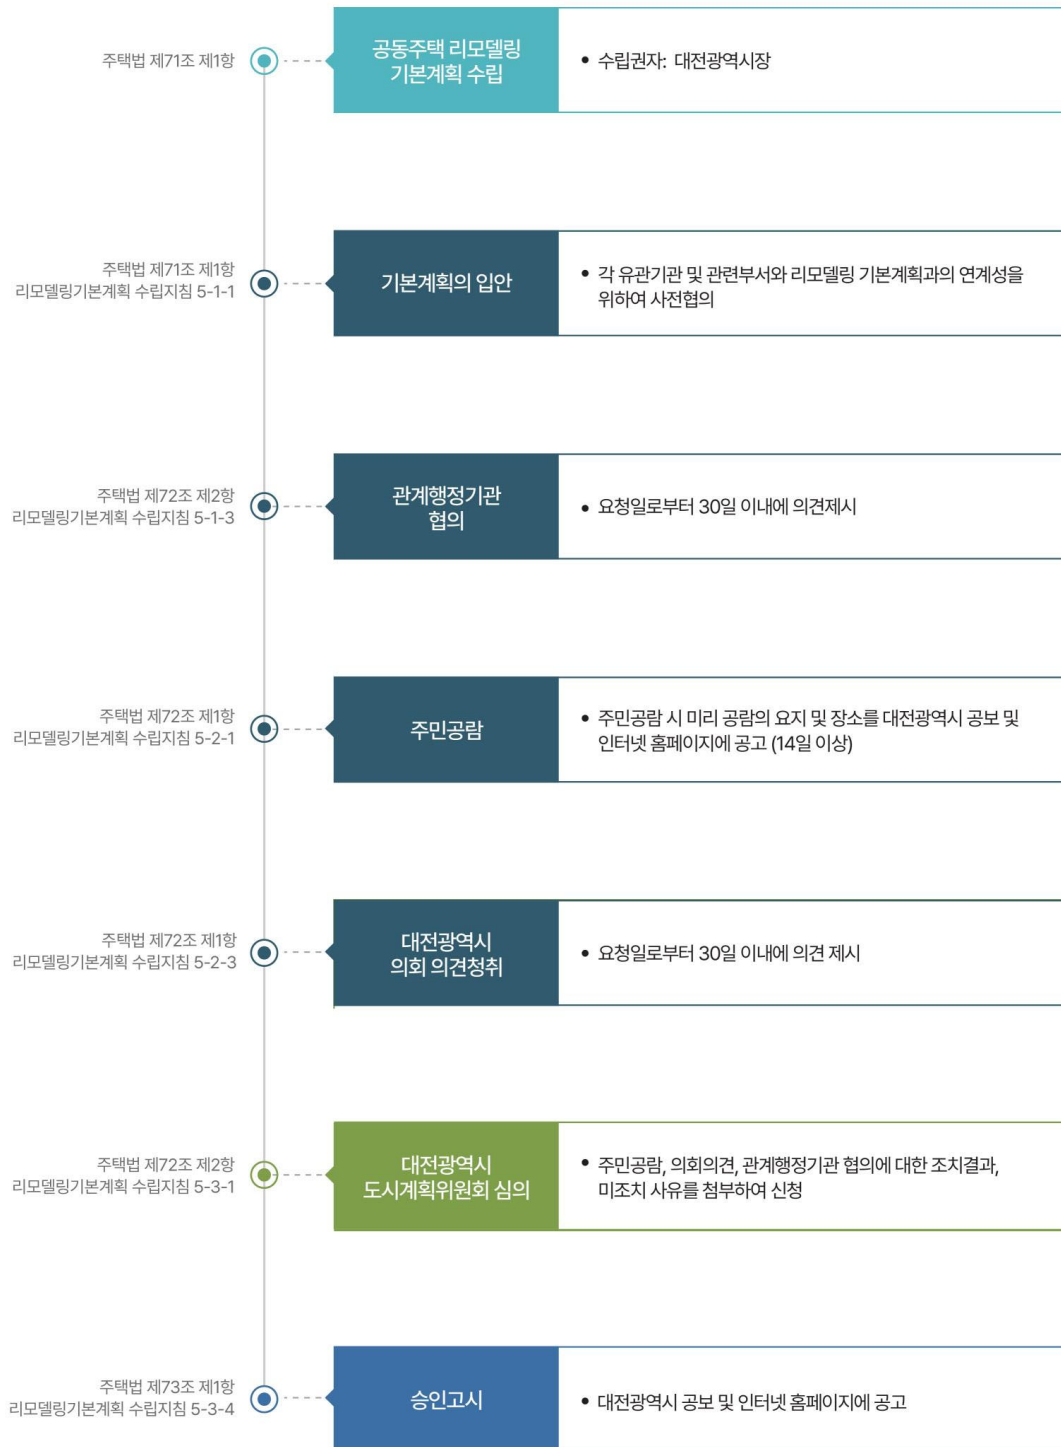 주택법 제71조 제1항
공동주택 리모델링
기본계획 수립
• 수립권자: 대전광역시장
주택법 제71조 제1항
리모델링기본계획 수립지침 5-1-1
기본계획의 입안
• 각 유관기관 및 관련부서와 리모델링 기본계획과의 연계성을
위하여 사전협의
주택법 제72조 제2항
리모델링기본계획 수립지침 5-1-3
관계행정기관
협의
• 요청일로부터 30일 이내에 의견제시
주택법 제72조 제1항
리모델링기본계획 수립지침 5-2-1
주민공람
• 주민공람 시 미리 공람의 요지 및 장소를 대전광역시 공보 및
인터넷 홈페이지에 공고 (14일 이상)
주택법 제72조 제1항
리모델링기본계획 수립지침 5-2-3
대전광역시
의회 의견청취
• 요청일로부터 30일 이내에 의견 제시
주택법 제72조 제2항
리모델링기본계획 수립지침 5-3-1
대전광역시
도시계획위원회 심의
• 주민공람, 의회의견, 관계행정기관 협의에 대한 조치결과,
미조치 사유를 첨부하여 신청
주택법 제73조 제1항
리모델링기본계획 수립지침 5-3-4
승인고시
• 대전광역시 공보 및 인터넷 홈페이지에 공고